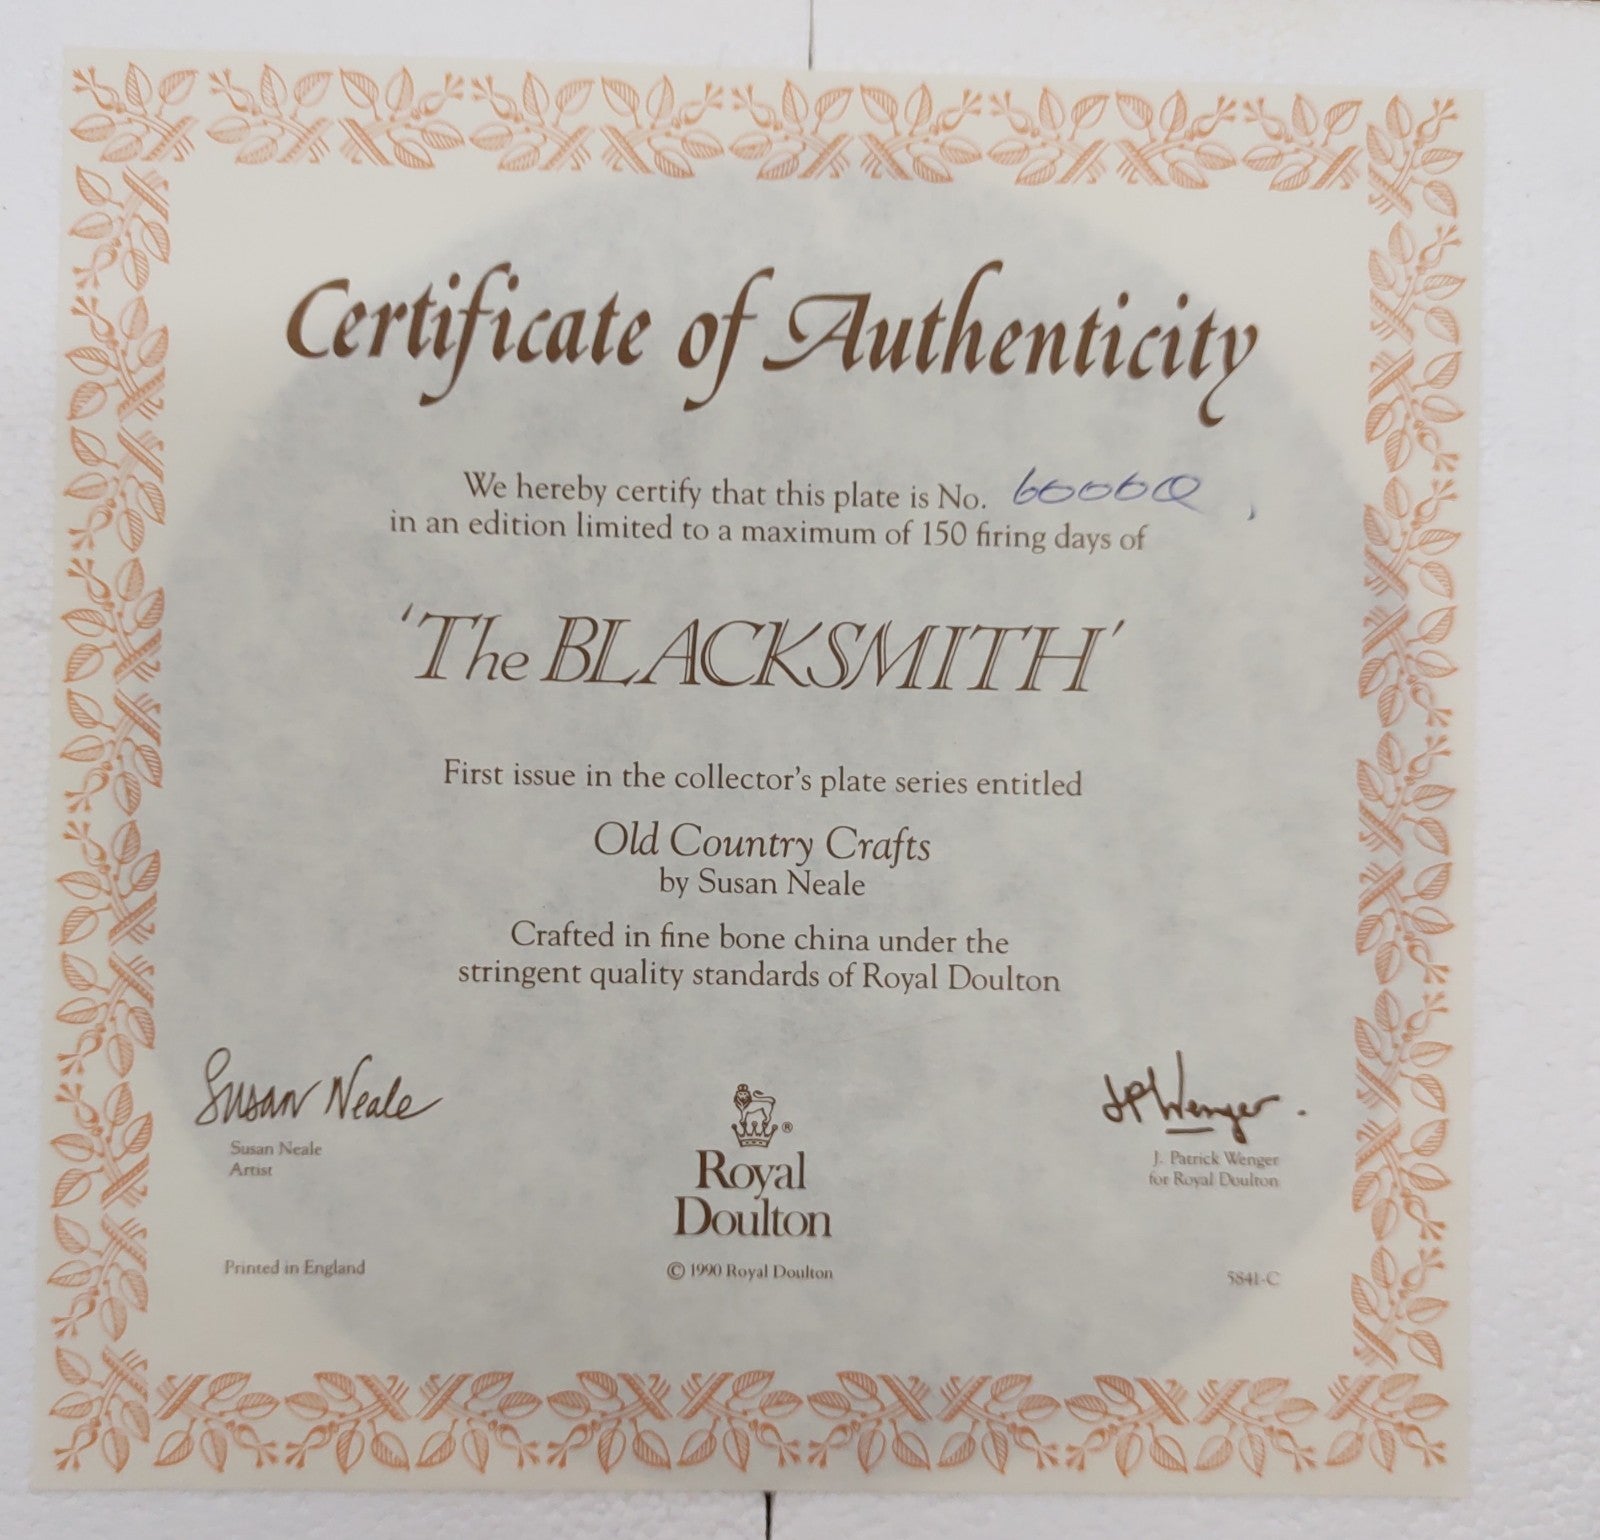 Certificate of Authenticity
We hereby certify that this plate is No. 6006Q ,
in an edition limited to a maximum of 150 firing days of
'The BLACKSMITH'
First issue in the collector's plate series entitled
Old Country Crafts
by Susan Neale
Crafted in fine bone china under the
stringent quality standards of Royal Doulton
Susan Neale
Susan Neale
Artist
Printed in England
®
Royal
Doulton
© 1990 Royal Doulton
JPWenger.
J. Patrick Wenger
for Royal Doulton
5841-C